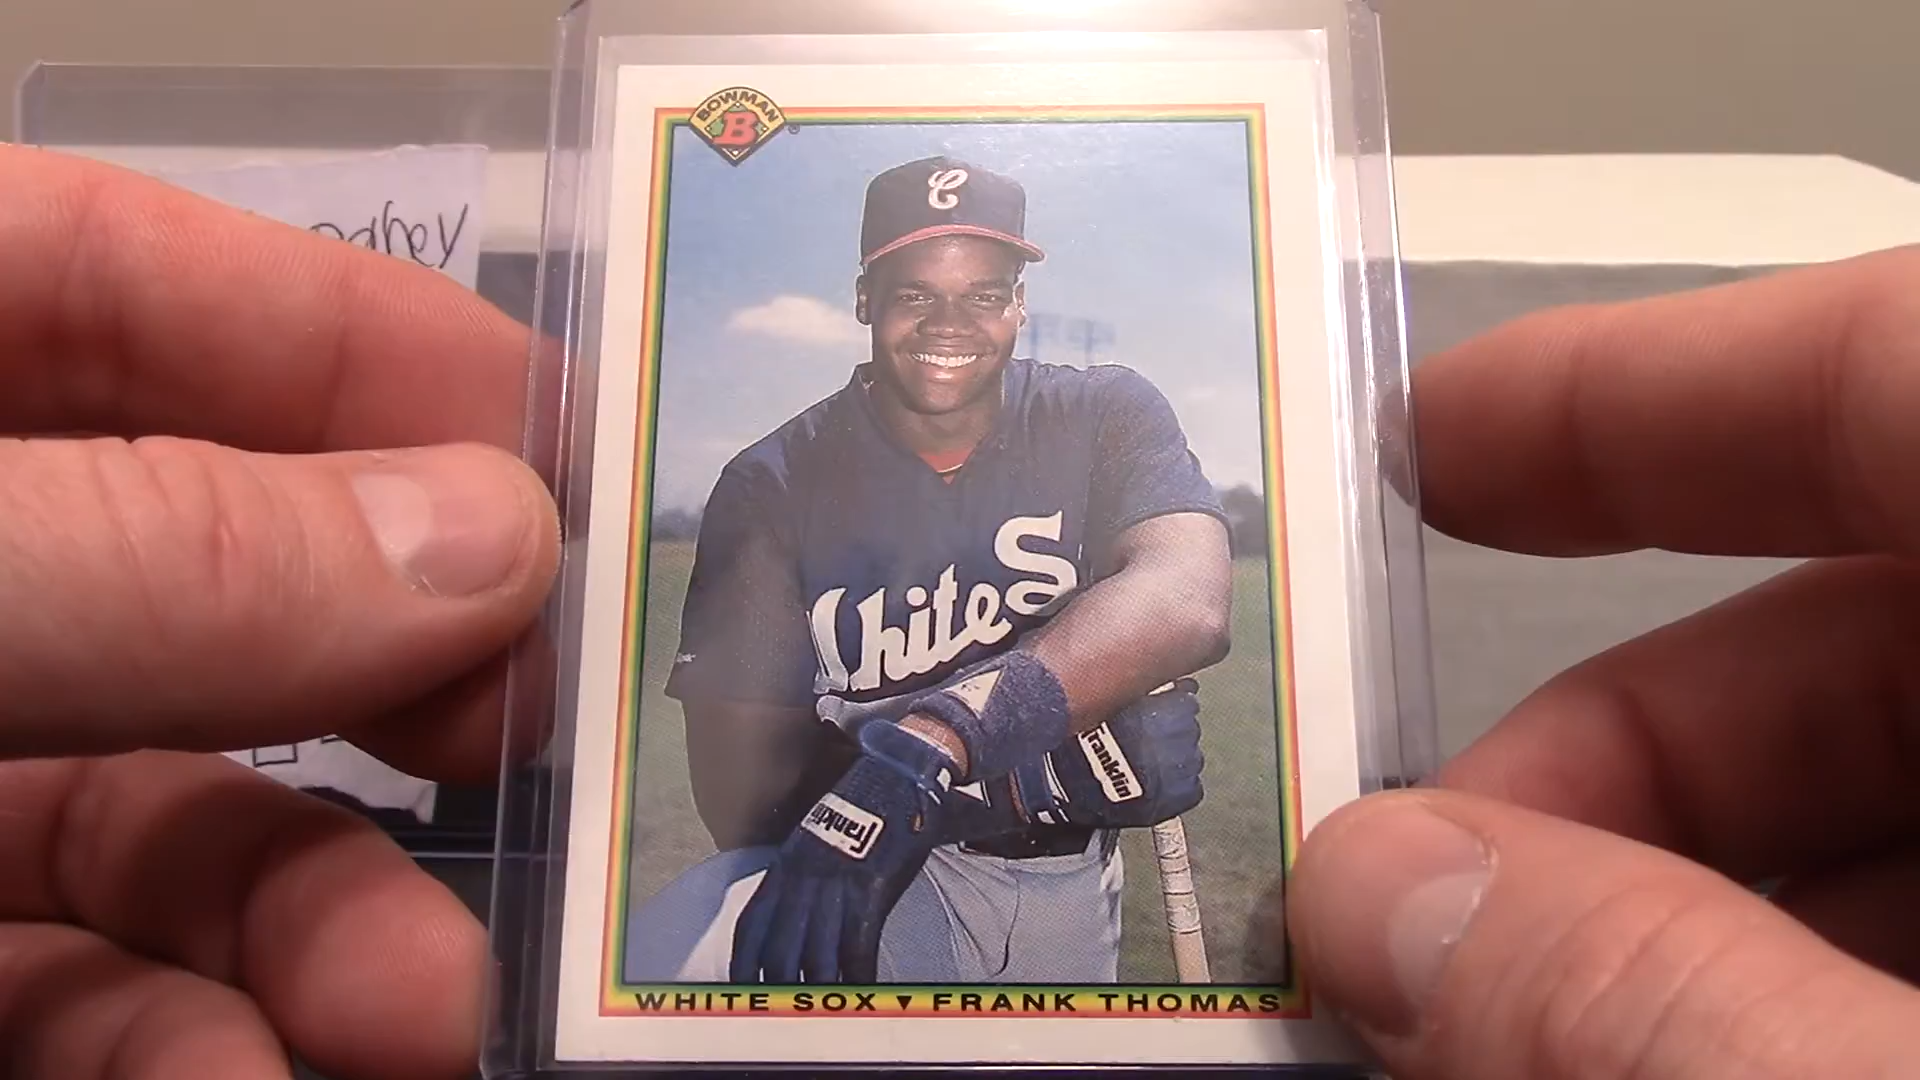 BOWMAN
B
C
White S
Franklin
Franklin
WHITE SOX ▼ FRANK THOMAS